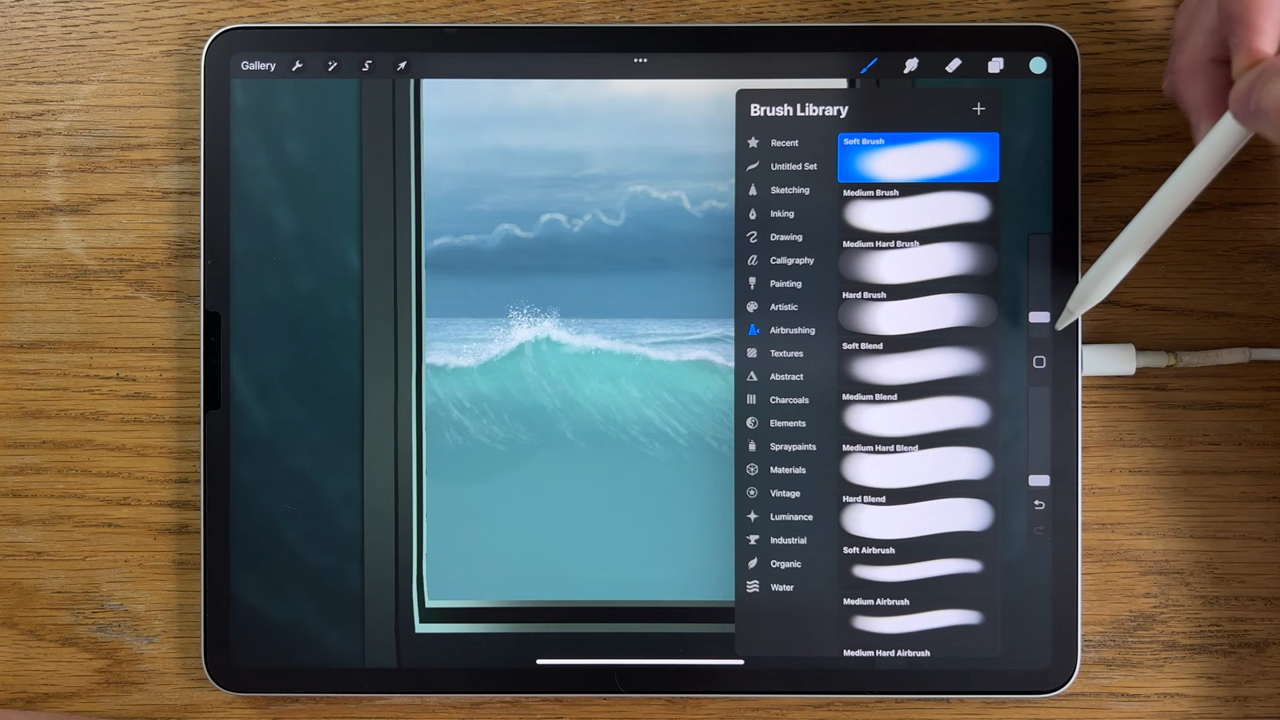 Gallery
Brush Library
Recent
Untitled Set
Sketching
Inking
Drawing
Calligraphy
Painting
Artistic
Airbrushing
Textures
Abstract
Charcoals
Elements
Spraypaints
Materials
Vintage
Luminance
Industrial
Organic
Water
Soft Brush
Medium Brush
Medium Hard Brush
Hard Brush
Soft Blend
Medium Blend
Medium Hard Blend
Hard Blend
Soft Airbrush
Medium Airbrush
Medium Hard Airbrush